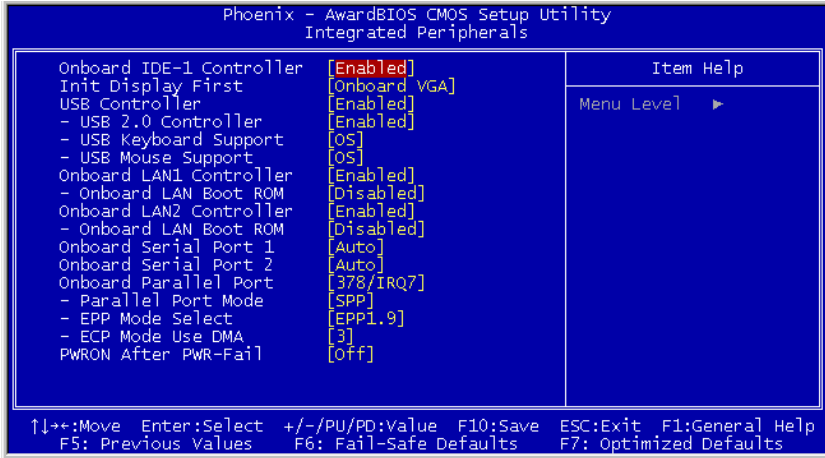 Phoenix - AwardBIOS CMOS Setup Utility
Integrated Peripherals
Onboard IDE-1 Controller [Enabled]
Init Display First [Onboard VGA]
USB Controller [Enabled]
- USB 2.0 Controller [Enabled]
- USB Keyboard Support [OS]
- USB Mouse Support [OS]
Onboard LAN1 Controller [Enabled]
- Onboard LAN Boot ROM [Disabled]
Onboard LAN2 Controller [Enabled]
- Onboard LAN Boot ROM [Disabled]
Onboard Serial Port 1 [Auto]
Onboard Serial Port 2 [Auto]
Onboard Parallel Port [378/IRQ7]
- Parallel Port Mode [SPP]
- EPP Mode Select [EPP1.9]
- ECP Mode Use DMA [3]
PWRON After PWR-Fail [Off]
Item Help
Menu Level ▶
↑↓→←:Move Enter:Select +/-/PU/PD:Value F10:Save ESC:Exit F1:General Help
F5: Previous Values F6: Fail-Safe Defaults F7: Optimized Defaults